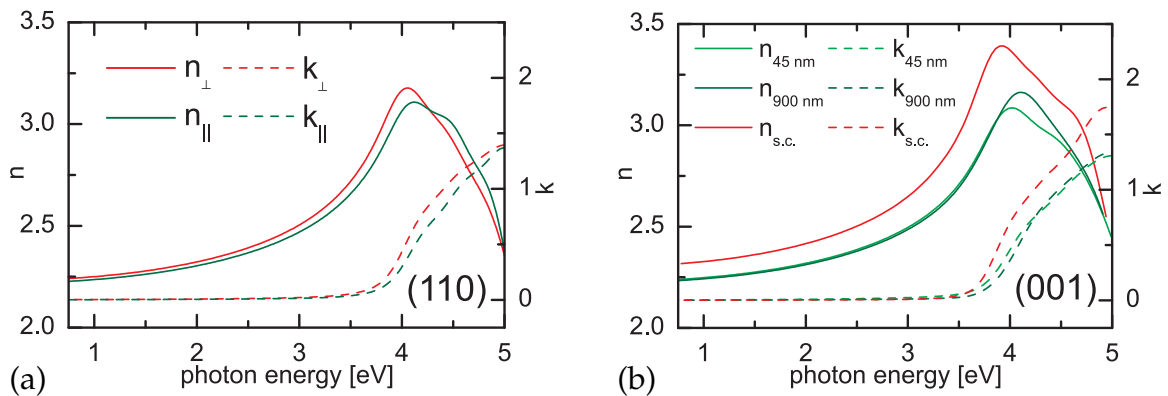 3.5
3.0
2.5
2.0
n
n⊥ k⊥
n|| k||
2
1
0
k
(110)
1 2 3 4 5
photon energy [eV]
(a)
3.5
3.0
2.5
2.0
n
n45 nm k45 nm
n900 nm k900 nm
ns.c. ks.c.
2
1
0
k
(001)
1 2 3 4 5
photon energy [eV]
(b)